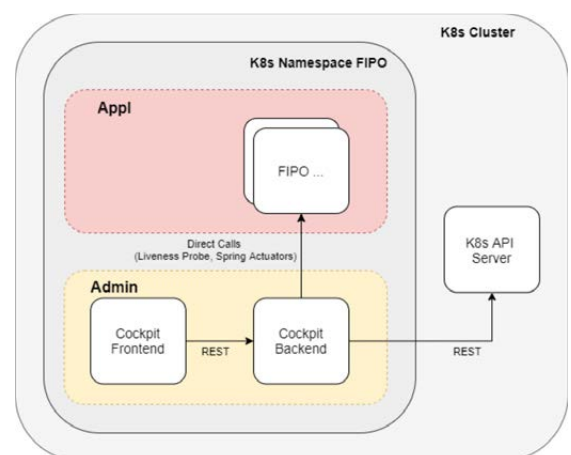 K8s Cluster
K8s Namespace FIPO
Appl
FIPO ...
Direct Calls
(Liveness Probe, Spring Actuators)
K8s API
Server
Admin
Cockpit
Frontend
REST
Cockpit
Backend
REST